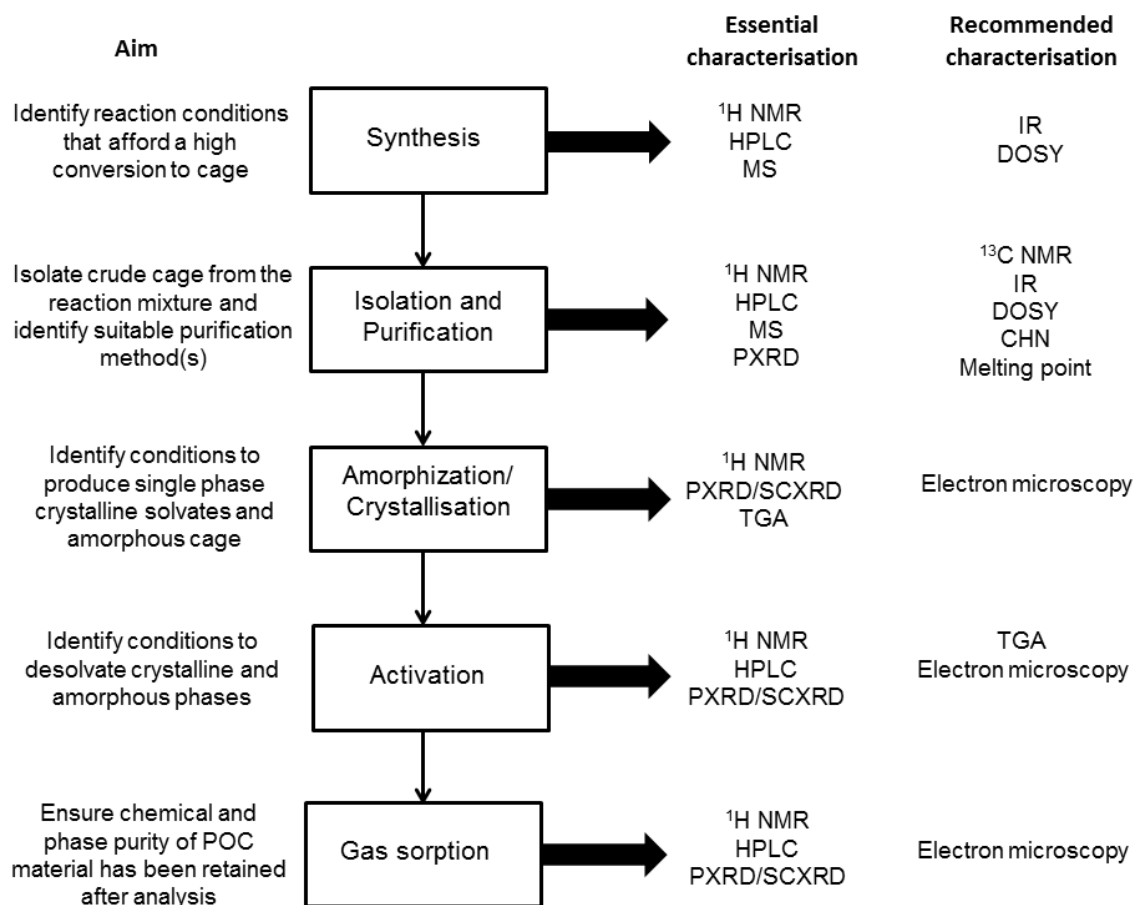 Aim
Essential
characterisation
Recommended
characterisation
Identify reaction conditions
that afford a high
conversion to cage
Synthesis
¹H NMR
HPLC
MS
IR
DOSY
Isolate crude cage from the
reaction mixture and
identify suitable purification
method(s)
Isolation and
Purification
¹H NMR
HPLC
MS
PXRD
¹³C NMR
IR
DOSY
CHN
Melting point
Identify conditions to
produce single phase
crystalline solvates and
amorphous cage
Amorphization/
Crystallisation
¹H NMR
PXRD/SCXRD
TGA
Electron microscopy
Identify conditions to
desolvate crystalline and
amorphous phases
Activation
¹H NMR
HPLC
PXRD/SCXRD
TGA
Electron microscopy
Ensure chemical and
phase purity of POC
material has been retained
after analysis
Gas sorption
¹H NMR
HPLC
PXRD/SCXRD
Electron microscopy